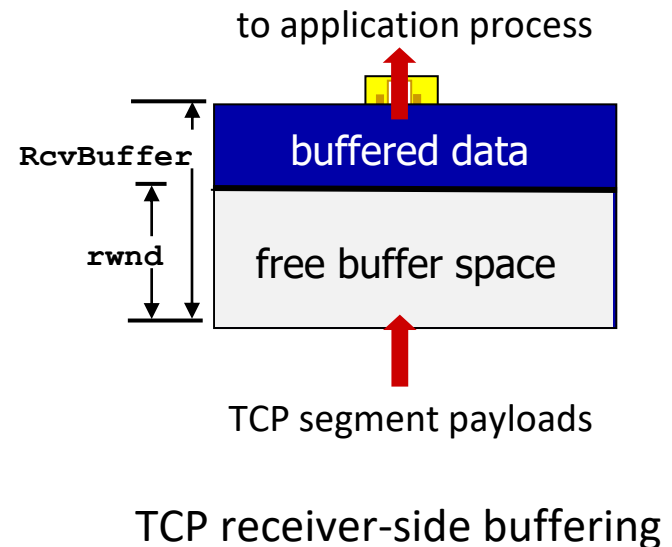 to application process
RcvBuffer
buffered data
rwnd
free buffer space
TCP segment payloads
TCP receiver-side buffering